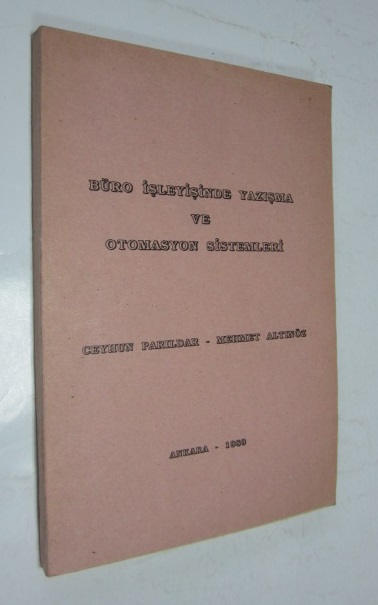 BÜRO İŞLEYİŞİNDE YAZIŞMA
VE
OTOMASYON SİSTEMLERİ
CEYHUN PARILDAR - MEHMET ALTINÖZ
ANKARA - 1989